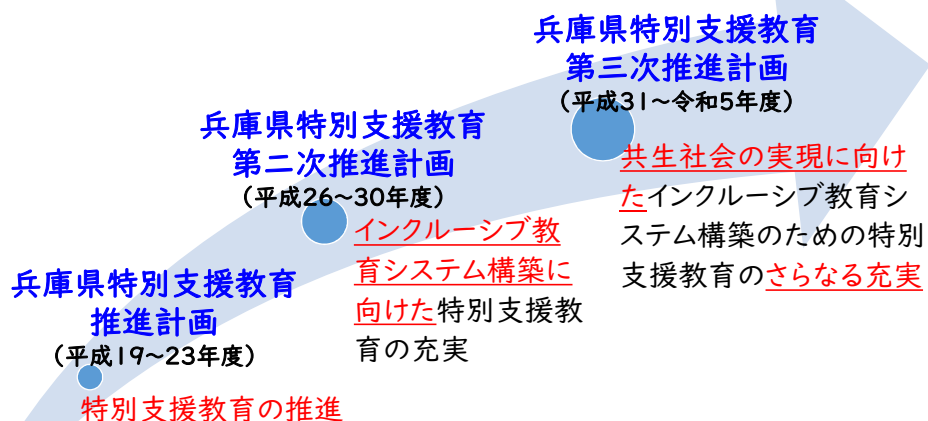 兵庫県特別支援教育
第三次推進計画
（平成31～令和5年度）
共生社会の実現に向け
たインクルーシブ教育シ
ステム構築のための特別
支援教育のさらなる充実
兵庫県特別支援教育
第二次推進計画
（平成26～30年度）
インクルーシブ教
育システム構築に
向けた特別支援教
育の充実
兵庫県特別支援教育
推進計画
（平成19～23年度）
特別支援教育の推進